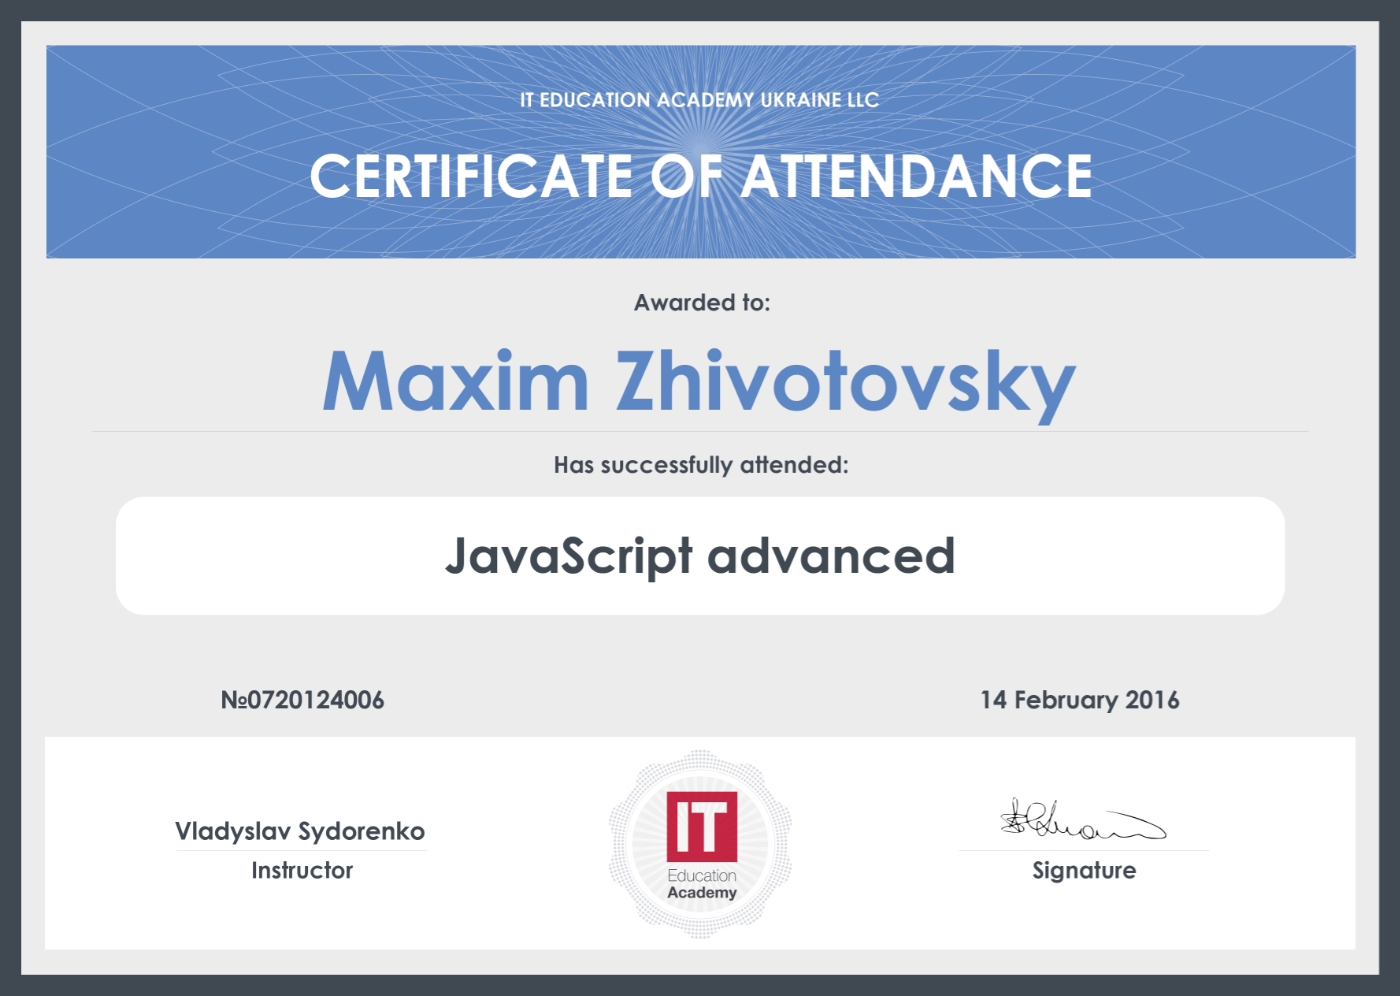 IT EDUCATION ACADEMY UKRAINE LLC
CERTIFICATE OF ATTENDANCE
Awarded to:
Maxim Zhivotovsky
Has successfully attended:
JavaScript advanced
№0720124006
14 February 2016
Vladyslav Sydorenko
Instructor
IT
Education
Academy
Signature